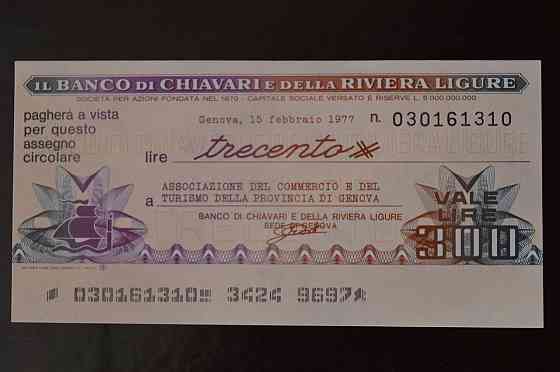 IL BANCO DI CHIAVARI E DELLA RIVIERA LIGURE
SOCIETÀ PER AZIONI FONDATA NEL 1870 - CAPITALE SOCIALE VERSATO E RISERVE L. 8 000.000.000
pagherà a vista
per questo
assegno
circolare
Genova, 15 febbraio 1977 n. 030161310
lire trecento
a ASSOCIAZIONE DEL COMMERCIO E DEL
TURISMO DELLA PROVINCIA DI GENOVA
BANCO DI CHIAVARI E DELLA RIVIERA LIGURE
SEDE DI GENOVA
VALE
LIRE
300
030161310 3424 9697